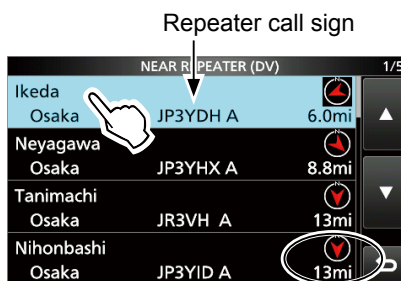 Repeater call sign
NEAR REPEATER (DV) 1/5
Ikeda
Osaka JP3YDH A 6.0mi
Neyagawa
Osaka JP3YHX A 8.8mi
Tanimachi
Osaka JR3VH A 13mi
Nihonbashi
Osaka JP3YID A 13mi